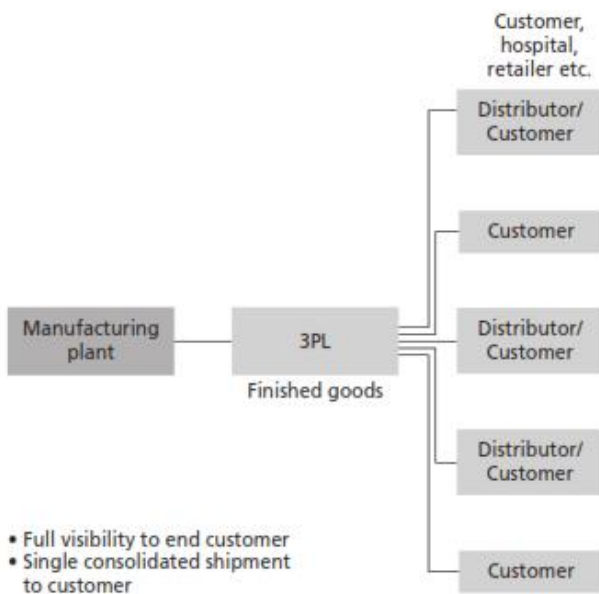 Customer,
hospital,
retailer etc.
Distributor/
Customer
Customer
Manufacturing
plant
3PL
Distributor/
Customer
Finished goods
Distributor/
Customer
• Full visibility to end customer
• Single consolidated shipment
to customer
Customer